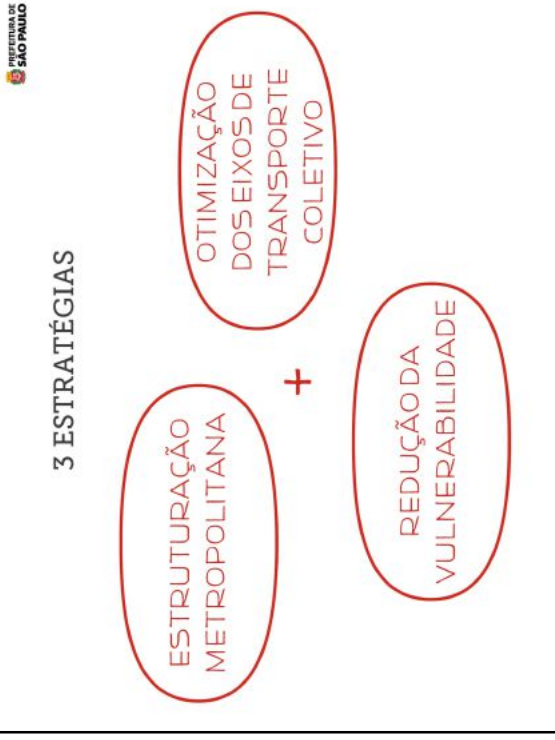 PREFEITURA DE
SÃO PAULO
3 ESTRATÉGIAS
ESTRUTURAÇÃO
METROPOLITANA
OTIMIZAÇÃO
DOS EIXOS DE
TRANSPORTE
COLETIVO
+
REDUÇÃO DA
VULNERABILIDADE